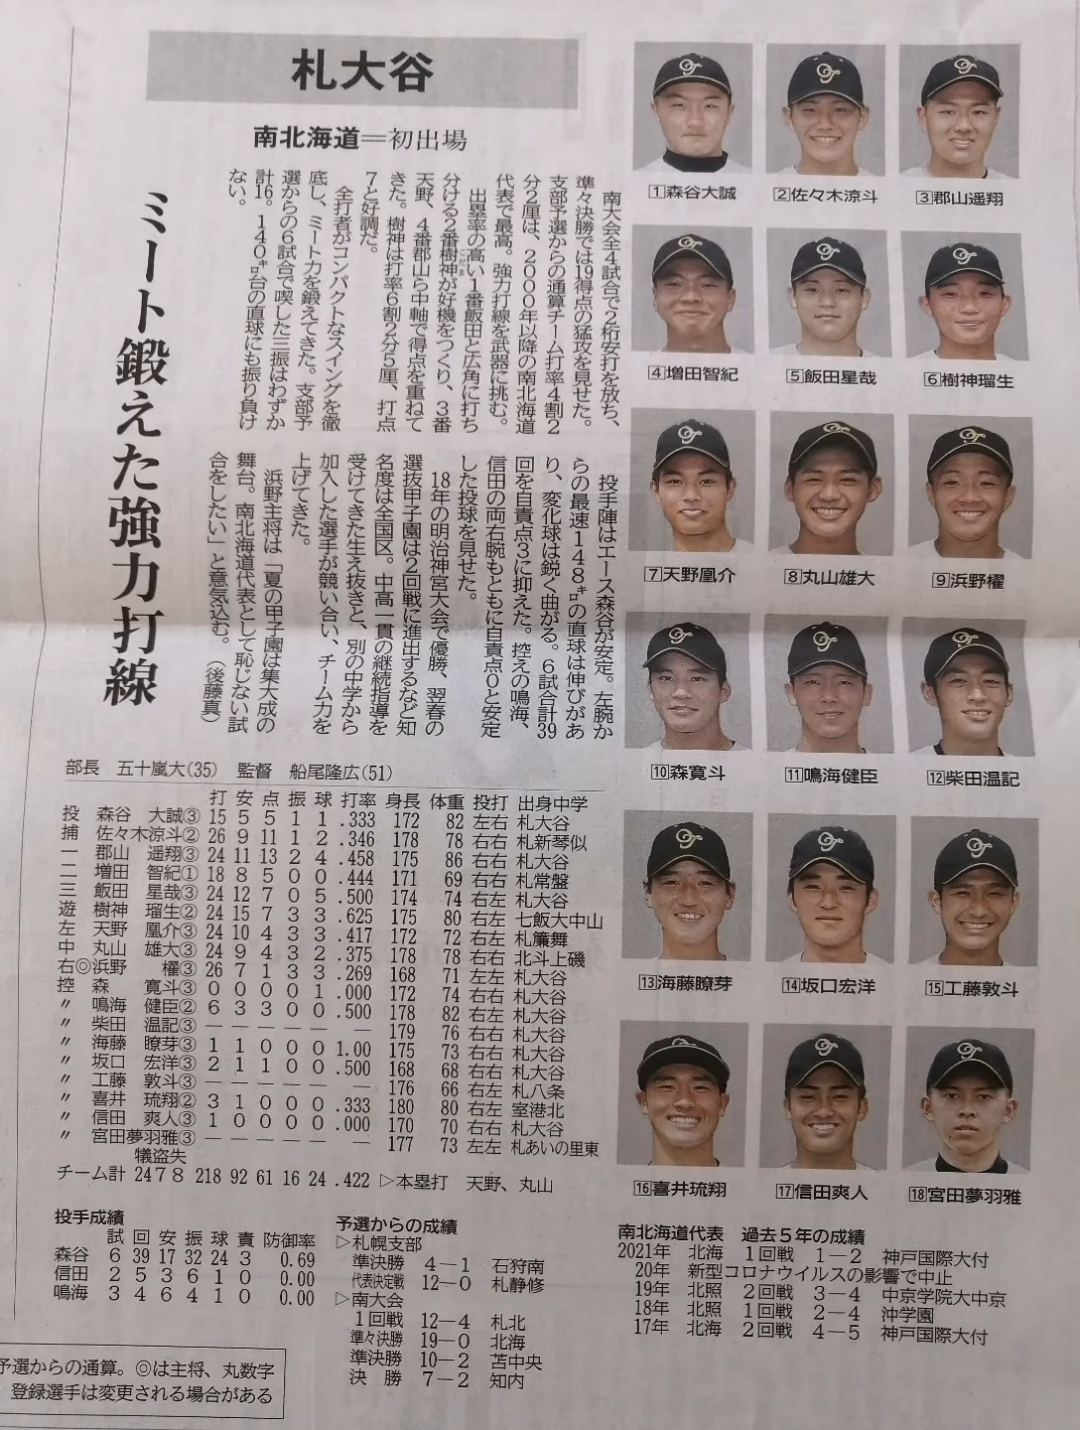 札大谷
南北海道＝初出場
ミート鍛えた強力打線
南大会全4試合で2桁安打を放ち、
準々決勝では19得点の猛攻を見せた。
支部予選からの通算チーム打率4割2
分2厘は、2000年以降の南北海道
代表で最高。強力打線を武器に挑む。
出塁率の高い1番飯田と広角に打ち
分ける2番樹神が好機をつくり、3番
天野、4番郡山ら中軸で得点を重ねて
きた。樹神は打率6割2分5厘、打点
7と好調だ。
全打者がコンパクトなスイングを徹
底し、ミート力を鍛えてきた。支部予
選からの6試合で喫した三振はわずか
計16。140㌔台の直球にも振り負け
ない。
投手陣はエース森谷が安定。左腕か
らの最速148㌔の直球は伸びがあ
り、変化球は鋭く曲がる。6試合計39
回を自責点3に抑えた。控えの鳴海、
信田の両右腕もともに自責点0と安定
した投球を見せた。
18年の明治神宮大会で優勝、翌春の
選抜甲子園は2回戦に進出するなど知
名度は全国区。中高一貫の継続指導を
受けてきた生え抜きと、別の中学から
加入した選手が競い合い、チーム力を
上げてきた。
浜野主将は「夏の甲子園は集大成の
舞台。南北海道代表として恥じない試
合をしたい」と意気込む。（後藤真）
1森谷大誠 2佐々木涼斗 3郡山遥翔
4増田智紀 5飯田星哉 6樹神瑠生
7天野凰介 8丸山雄大 9浜野櫂
10森寛斗 11鳴海健臣 12柴田温記
13海藤瞭芽 14坂口宏洋 15工藤敦斗
16喜井琉翔 17信田爽人 18宮田夢羽雅
部長 五十嵐大(35) 監督 船尾隆広(51)
打 安 点 振 球 打率 身長 体重 投打 出身中学
投 森谷 大誠③ 15 5 5 1 1 .333 172 82 左右 札大谷
捕 佐々木涼斗② 26 9 11 1 2 .346 178 78 右右 札新琴似
一 郡山 遥翔③ 24 11 13 2 4 .458 175 86 右右 札大谷
二 増田 智紀① 18 8 5 0 0 .444 171 69 右右 札常盤
三 飯田 星哉③ 24 12 7 0 5 .500 174 74 右左 札大谷
遊 樹神 瑠生② 24 15 7 3 3 .625 175 80 右左 七飯大中山
左 天野 凰介③ 24 10 4 3 3 .417 172 72 右左 札簾舞
中 丸山 雄大③ 24 9 4 3 2 .375 178 78 右右 北斗上磯
右◎浜野 櫂③ 26 7 1 3 3 .269 168 71 左左 札大谷
控 森 寛斗③ 0 0 0 0 1 .000 172 74 右右 札大谷
〃 鳴海 健臣② 6 3 3 0 0 .500 178 82 右左 札大谷
〃 柴田 温記③ ― ― ― ― ― ― 179 76 右右 札大谷
〃 海藤 瞭芽③ 1 1 0 0 0 1.00 175 73 右右 札大谷
〃 坂口 宏洋③ 2 1 1 0 0 .500 168 68 右右 札大谷
〃 工藤 敦斗③ ― ― ― ― ― ― 176 66 右左 札八条
〃 喜井 琉翔② 3 1 0 0 0 .333 180 80 右左 室港北
〃 信田 爽人③ 1 0 0 0 0 .000 170 70 右右 札大谷
〃 宮田夢羽雅③ ― ― ― ― ― ― 177 73 左左 札あいの里東
犠盗失
チーム計 24 7 8 218 92 61 16 24 .422 ▷本塁打 天野、丸山
投手成績
試 回 安 振 球 責 防御率
森谷 6 39 17 32 24 3 0.69
信田 2 5 3 6 1 0 0.00
鳴海 3 4 6 4 1 0 0.00
予選からの成績
▷札幌支部
準決勝 4―1 石狩南
代表決定戦 12―0 札静修
▷南大会
1回戦 12―4 札北
準々決勝 19―0 北海
準決勝 10―2 苫中央
決勝 7―2 知内
南北海道代表 過去5年の成績
2021年 北海 1回戦 1―2 神戸国際大付
20年 新型コロナウイルスの影響で中止
19年 北照 2回戦 3―4 中京学院大中京
18年 北照 1回戦 2―4 沖学園
17年 北海 2回戦 4―5 神戸国際大付
予選からの通算。◎は主将、丸数字
登録選手は変更される場合がある